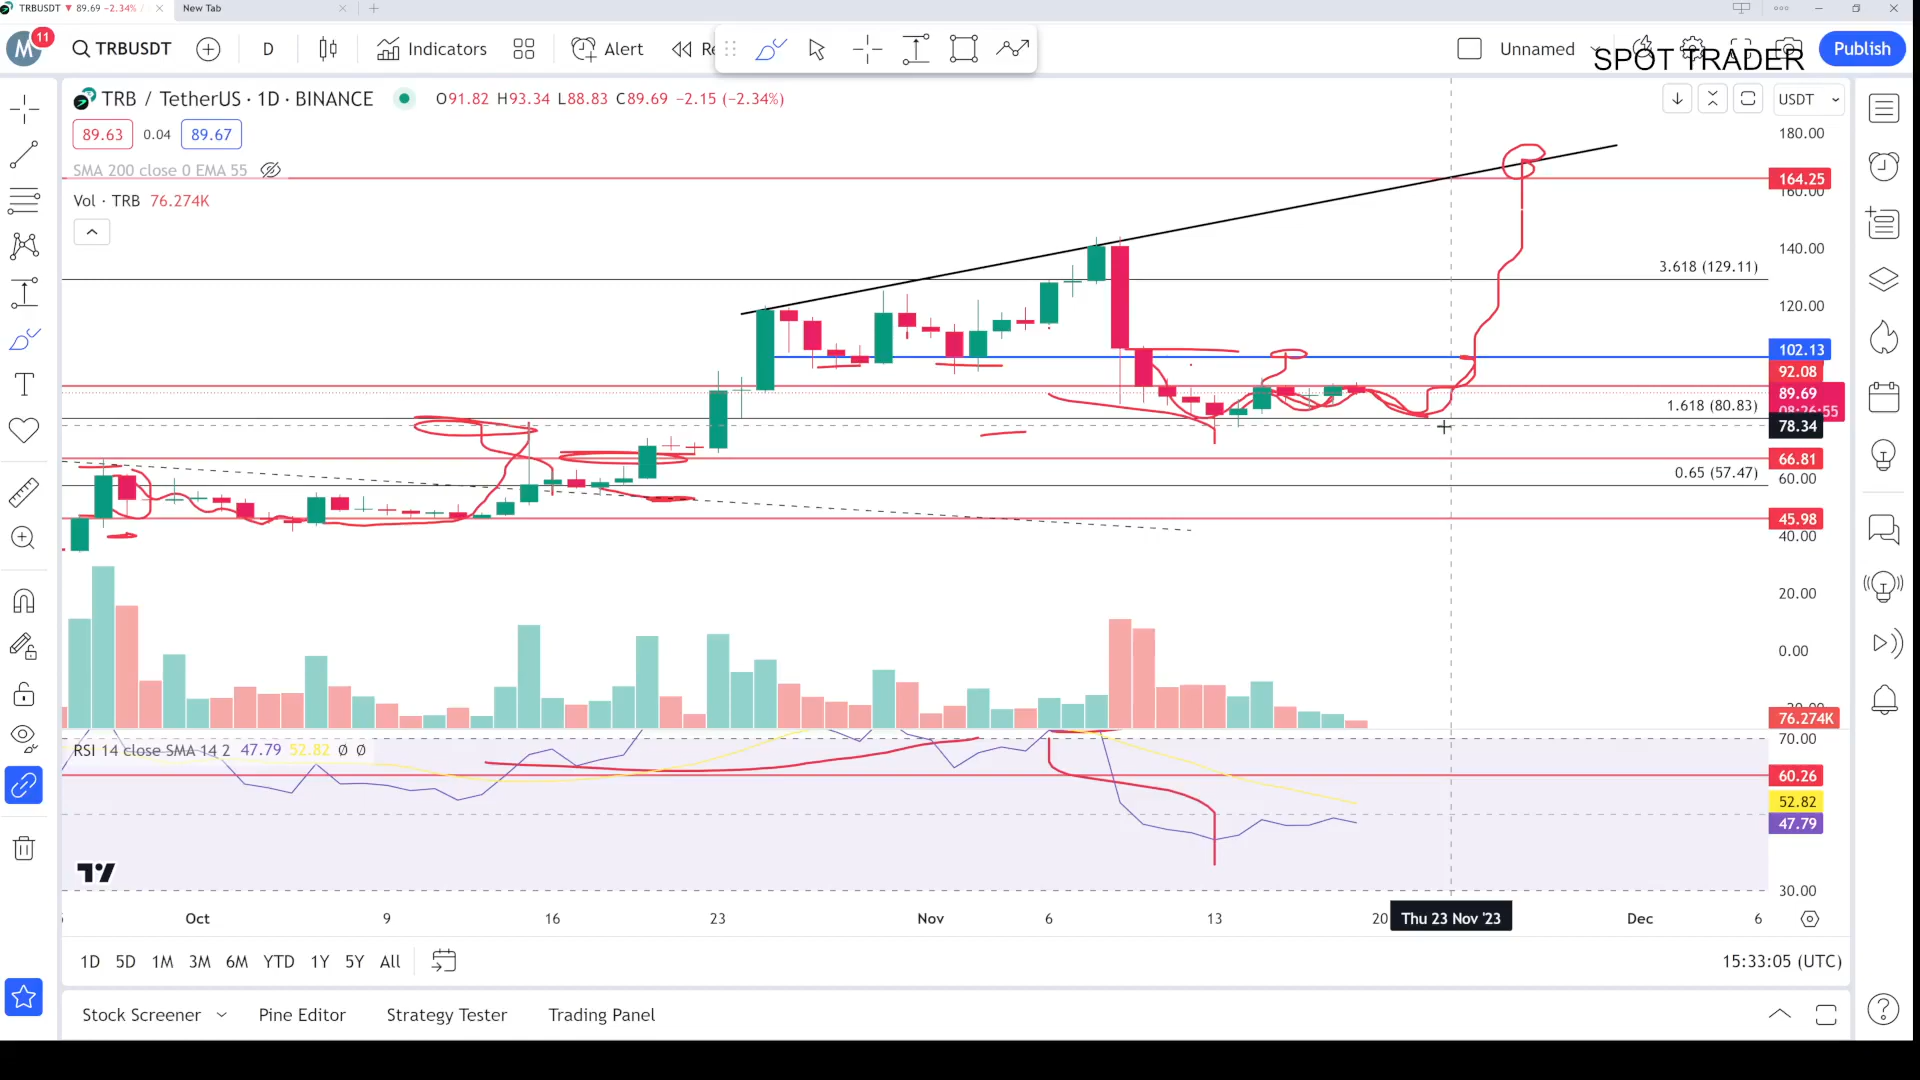 TRBUSDT ▼ 89.69 −2.34% /
New Tab
M
11
TRBUSDT
D
Indicators
Alert
Re
Unnamed
SPOT TRADER
Publish
TRB / TetherUS · 1D · BINANCE
O91.82 H93.34 L88.83 C89.69 −2.15 (−2.34%)
USDT
89.63
0.04
89.67
SMA 200 close 0 EMA 55
Vol · TRB 76.274K
180.00
164.25
160.00
140.00
3.618 (129.11)
120.00
102.13
92.08
89.69
08:26:55
1.618 (80.83)
78.34
66.81
0.65 (57.47)
60.00
45.98
40.00
20.00
0.00
76.274K
RSI 14 close SMA 14 2 47.79 52.82 Ø Ø
70.00
60.26
52.82
47.79
30.00
Oct
9
16
23
Nov
6
13
20
Thu 23 Nov '23
Dec
6
1D 5D 1M 3M 6M YTD 1Y 5Y All
15:33:05 (UTC)
Stock Screener
Pine Editor
Strategy Tester
Trading Panel